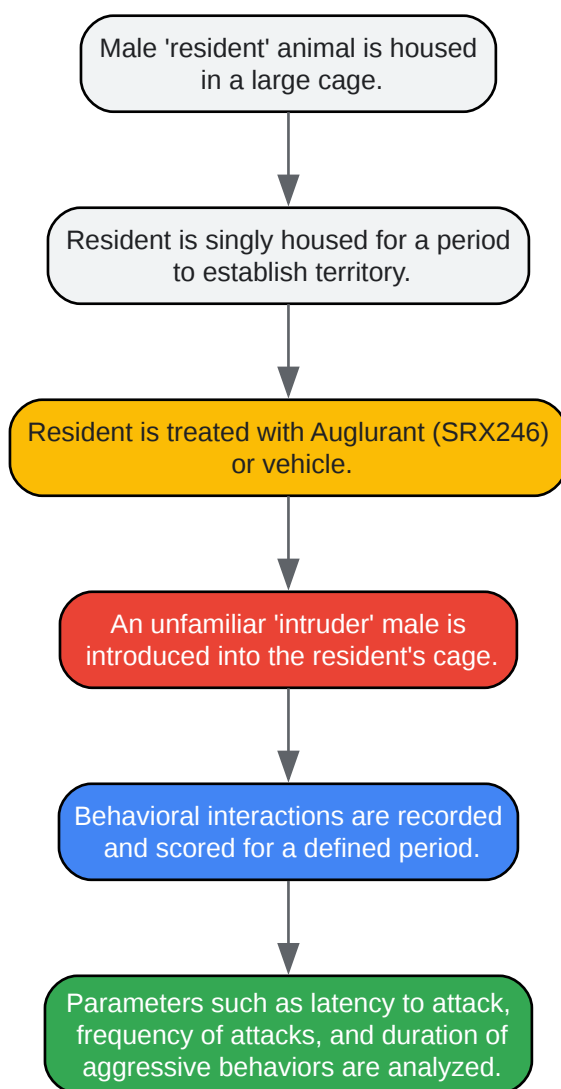 Male 'resident' animal is housed
in a large cage.
Resident is singly housed for a period
to establish territory.
Resident is treated with Auglurant (SRX246)
or vehicle.
An unfamiliar 'intruder' male is
introduced into the resident's cage.
Behavioral interactions are recorded
and scored for a defined period.
Parameters such as latency to attack,
frequency of attacks, and duration of
aggressive behaviors are analyzed.